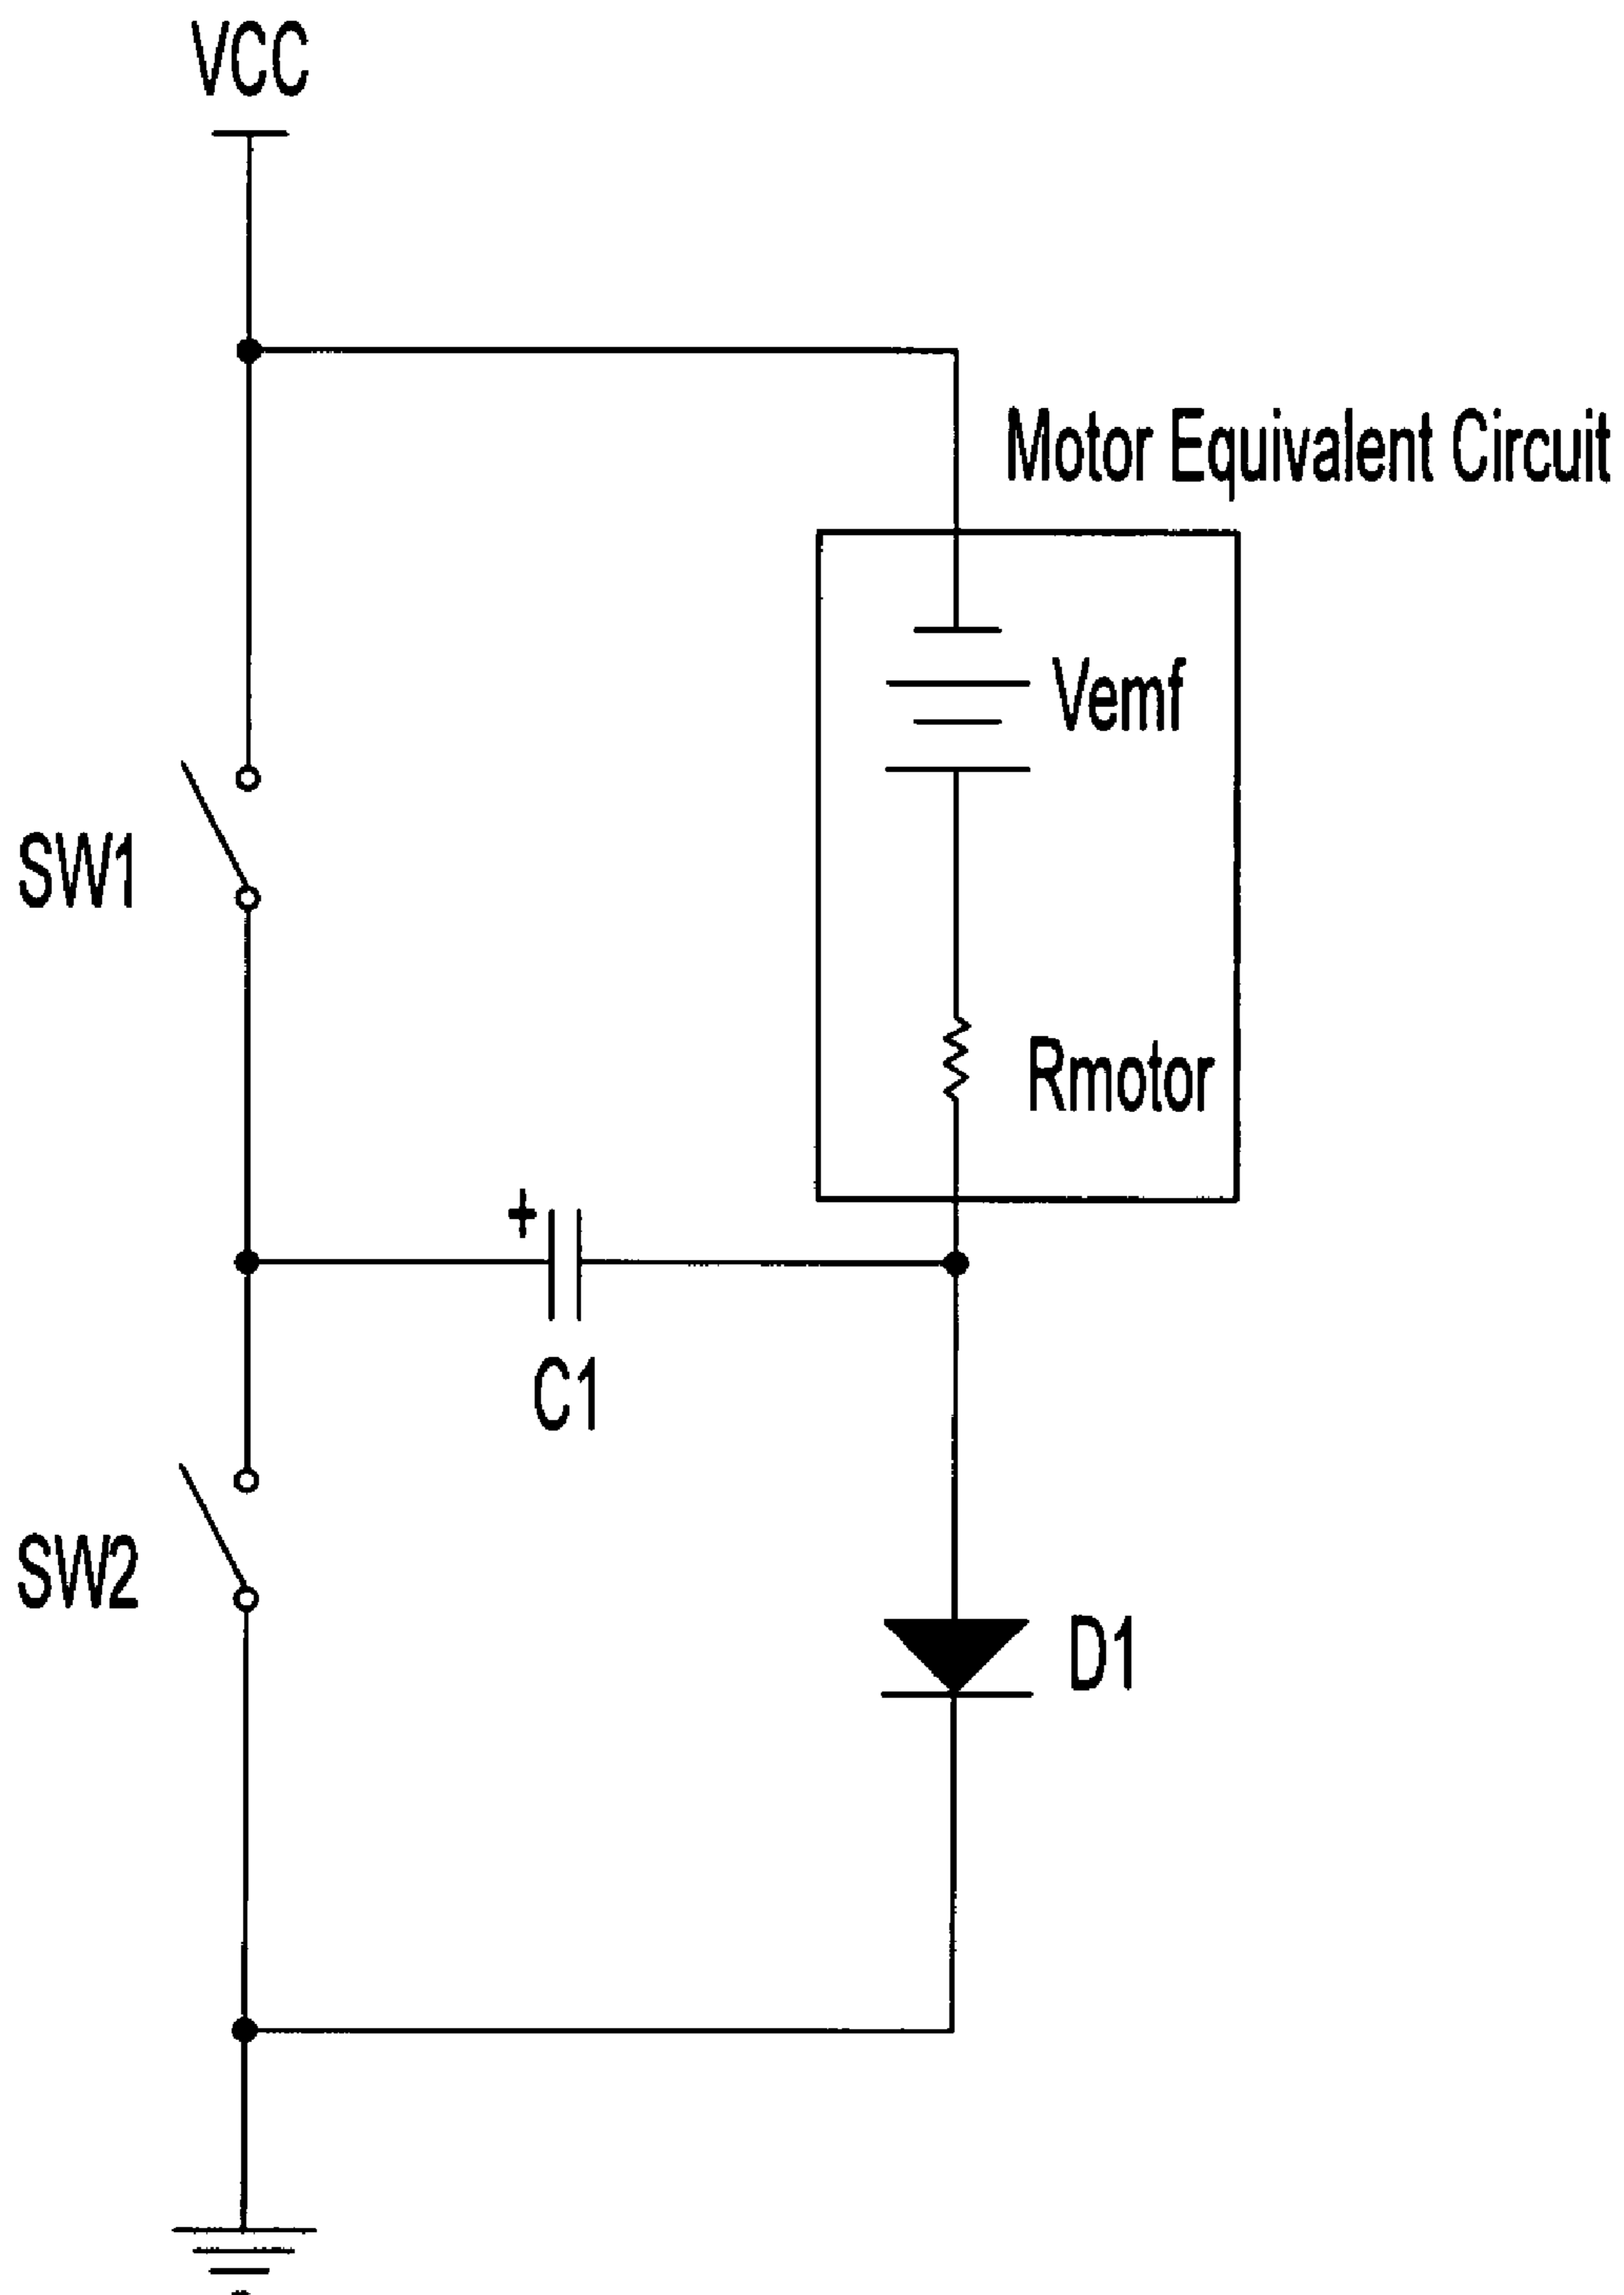 VCC
Motor Equivalent Circuit
Vemf
SW1
Rmotor
+
C1
SW2
D1